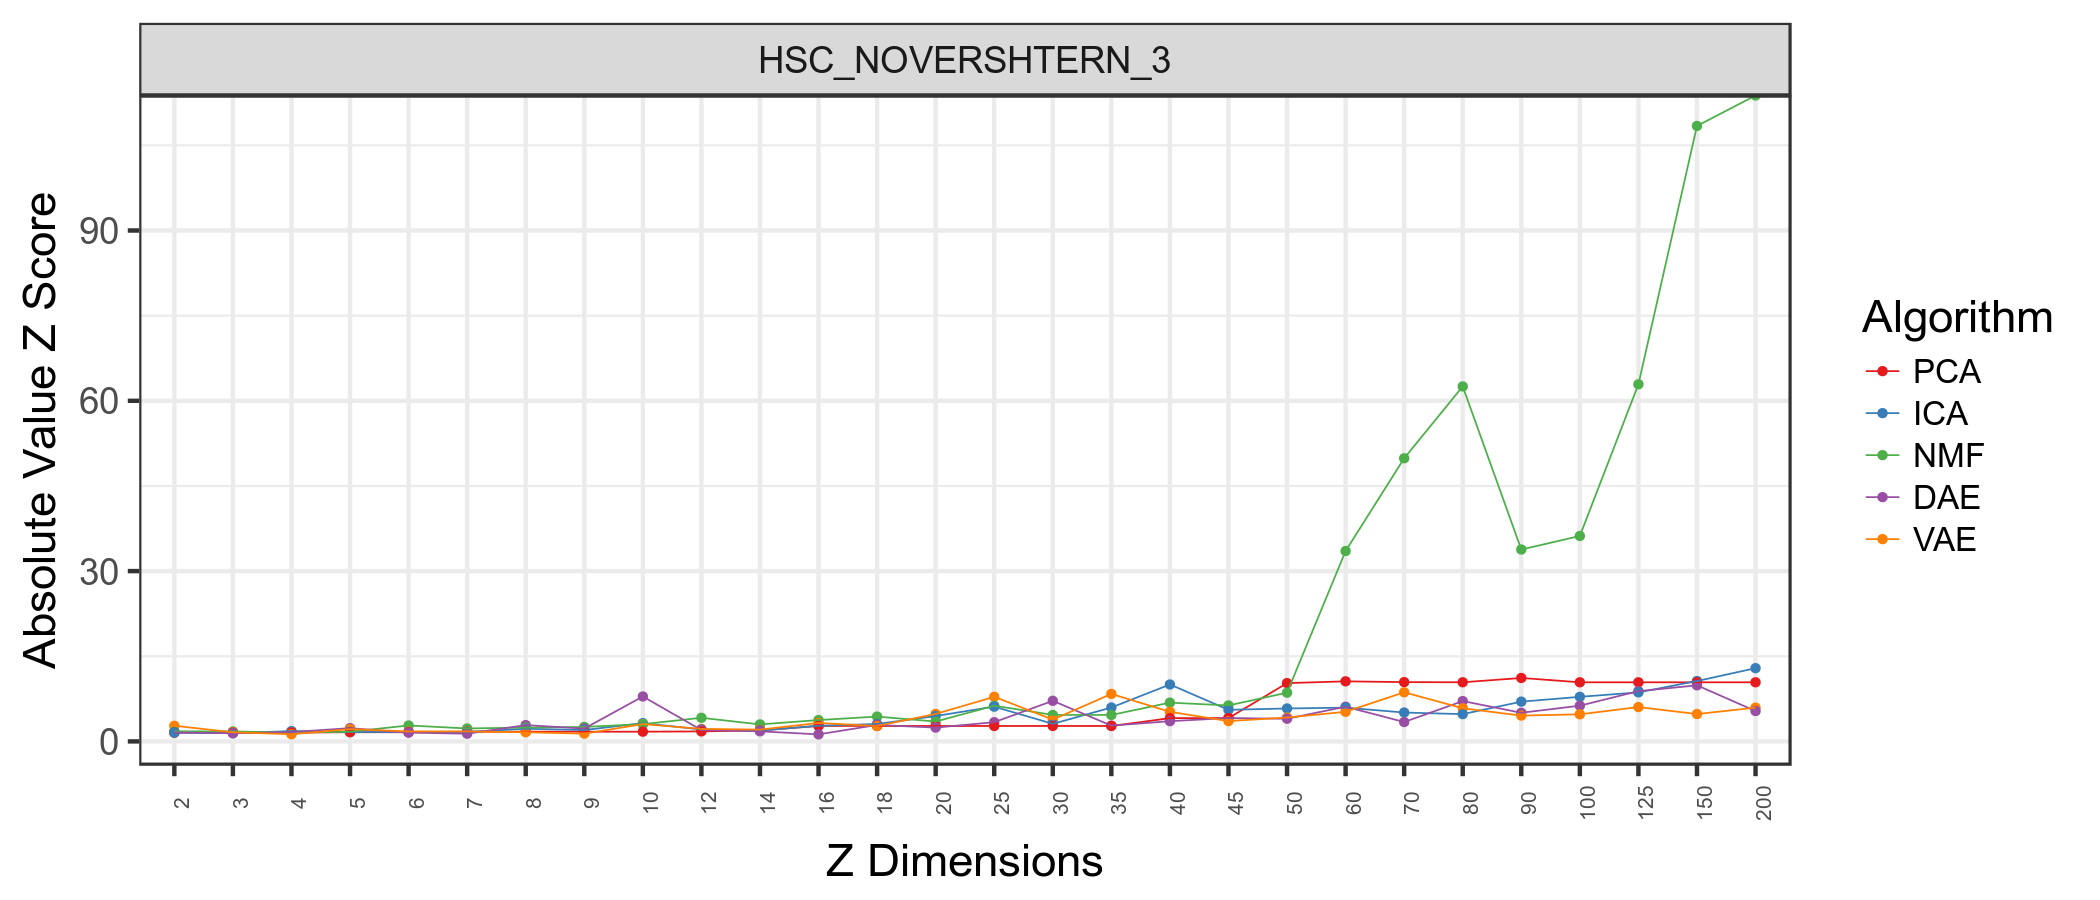 HSC_NOVERSHTERN_3
Absolute Value Z Score
90
60
30
0
2 3 4 5 6 7 8 9 10 12 14 16 18 20 25 30 35 40 45 50 60 70 80 90 100 125 150 200
Z Dimensions
Algorithm
PCA
ICA
NMF
DAE
VAE